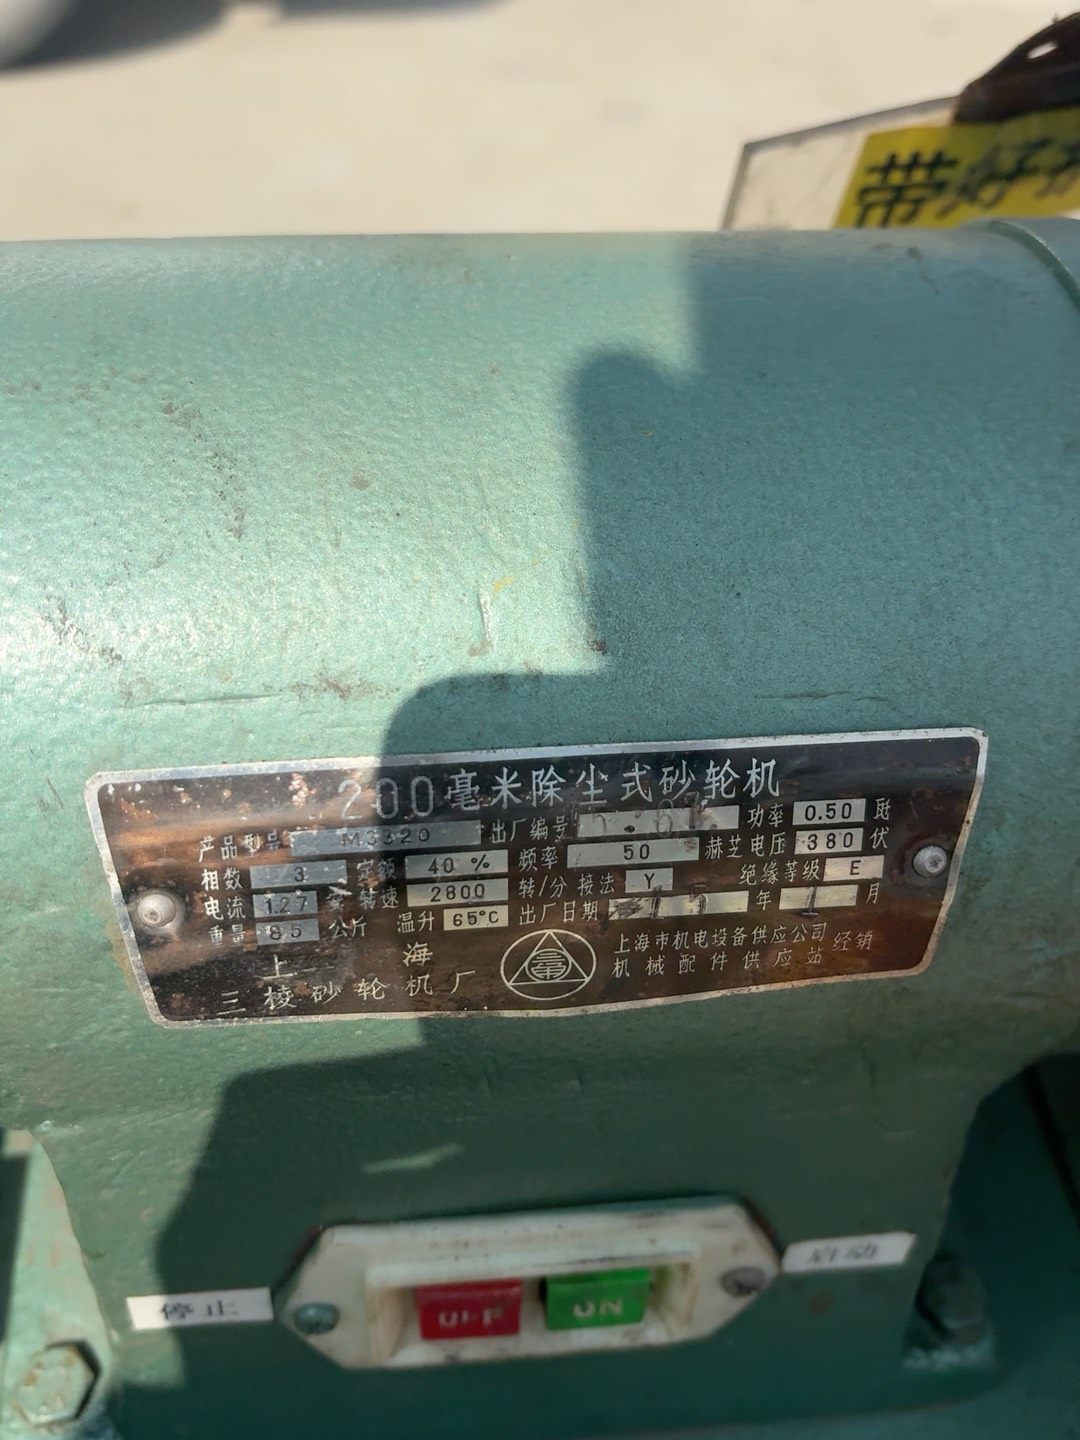 带好
200毫米除尘式砂轮机
产品型号 M3320 出厂编号 功率 0.50 瓩
相数 3 定额 40 % 频率 50 赫芝 电压 380 伏
电流 1.27 安 转速 2800 转/分 接法 Y 绝缘等级 E
重量 85 公斤 温升 65°C 出厂日期 年 1 月
上海
三棱砂轮机厂
上海市机电设备供应公司
机械配件供应站
经销
停止
OFF
ON
启动